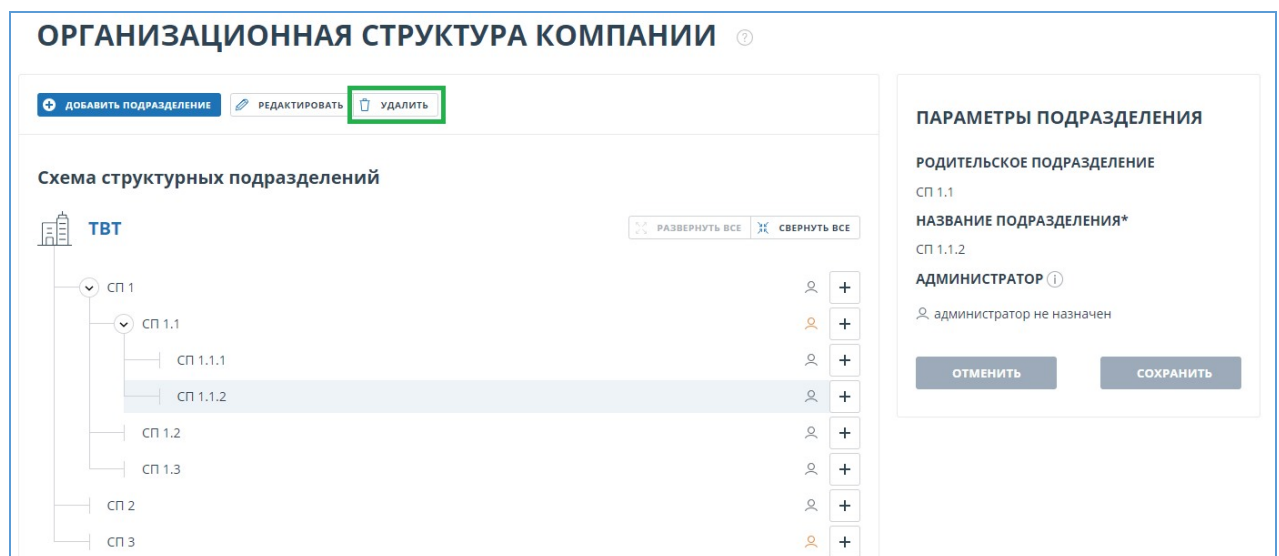 ОРГАНИЗАЦИОННАЯ СТРУКТУРА КОМПАНИИ ?
ДОБАВИТЬ ПОДРАЗДЕЛЕНИЕ РЕДАКТИРОВАТЬ УДАЛИТЬ
Схема структурных подразделений
ТВТ
РАЗВЕРНУТЬ ВСЕ СВЕРНУТЬ ВСЕ
СП 1
СП 1.1
СП 1.1.1
СП 1.1.2
СП 1.2
СП 1.3
СП 2
СП 3
ПАРАМЕТРЫ ПОДРАЗДЕЛЕНИЯ
РОДИТЕЛЬСКОЕ ПОДРАЗДЕЛЕНИЕ
СП 1.1
НАЗВАНИЕ ПОДРАЗДЕЛЕНИЯ*
СП 1.1.2
АДМИНИСТРАТОР i
администратор не назначен
ОТМЕНИТЬ СОХРАНИТЬ